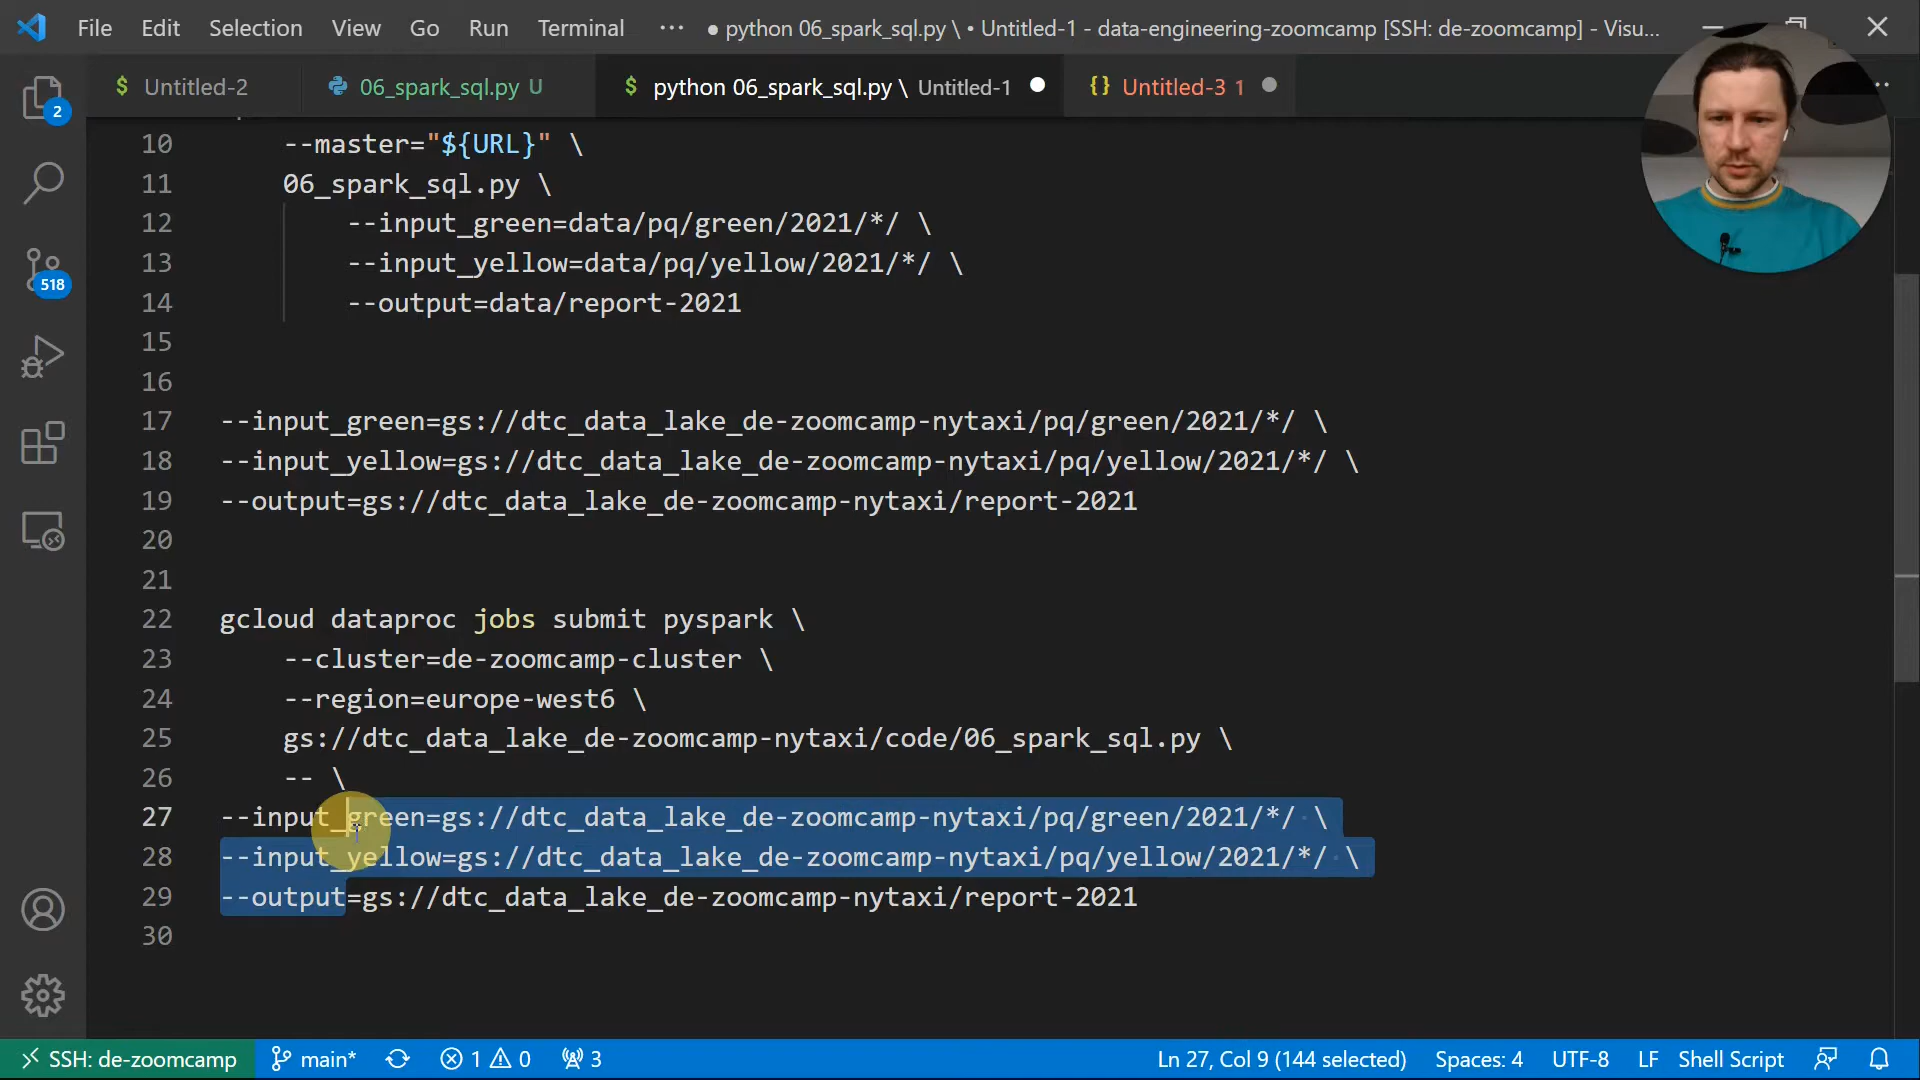 File Edit Selection View Go Run Terminal ··· ● python 06_spark_sql.py \ • Untitled-1 - data-engineering-zoomcamp [SSH: de-zoomcamp] - Visu...
$ Untitled-2 06_spark_sql.py U $ python 06_spark_sql.py \ Untitled-1 {} Untitled-3 1
10 --master="${URL}" \
11 06_spark_sql.py \
12 --input_green=data/pq/green/2021/*/ \
13 --input_yellow=data/pq/yellow/2021/*/ \
14 --output=data/report-2021
15
16
17 --input_green=gs://dtc_data_lake_de-zoomcamp-nytaxi/pq/green/2021/*/ \
18 --input_yellow=gs://dtc_data_lake_de-zoomcamp-nytaxi/pq/yellow/2021/*/ \
19 --output=gs://dtc_data_lake_de-zoomcamp-nytaxi/report-2021
20
21
22 gcloud dataproc jobs submit pyspark \
23 --cluster=de-zoomcamp-cluster \
24 --region=europe-west6 \
25 gs://dtc_data_lake_de-zoomcamp-nytaxi/code/06_spark_sql.py \
26 -- \
27 --input_green=gs://dtc_data_lake_de-zoomcamp-nytaxi/pq/green/2021/*/ \
28 --input_yellow=gs://dtc_data_lake_de-zoomcamp-nytaxi/pq/yellow/2021/*/ \
29 --output=gs://dtc_data_lake_de-zoomcamp-nytaxi/report-2021
30
2
518
SSH: de-zoomcamp main* 1 0 3 Ln 27, Col 9 (144 selected) Spaces: 4 UTF-8 LF Shell Script